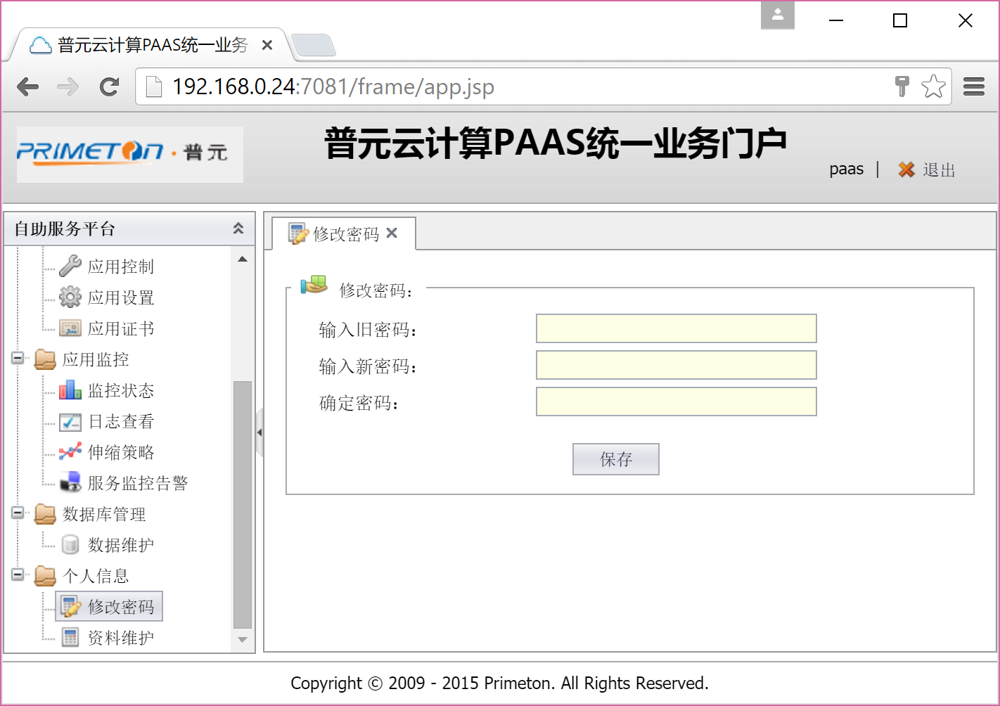 普元云计算PAAS统一业务
192.168.0.24:7081/frame/app.jsp
PRIMETON·普元
普元云计算PAAS统一业务门户
paas | 退出
自助服务平台
应用控制
应用设置
应用证书
应用监控
监控状态
日志查看
伸缩策略
服务监控告警
数据库管理
数据维护
个人信息
修改密码
资料维护
修改密码
修改密码：
输入旧密码：
输入新密码：
确定密码：
保存
Copyright © 2009 - 2015 Primeton. All Rights Reserved.